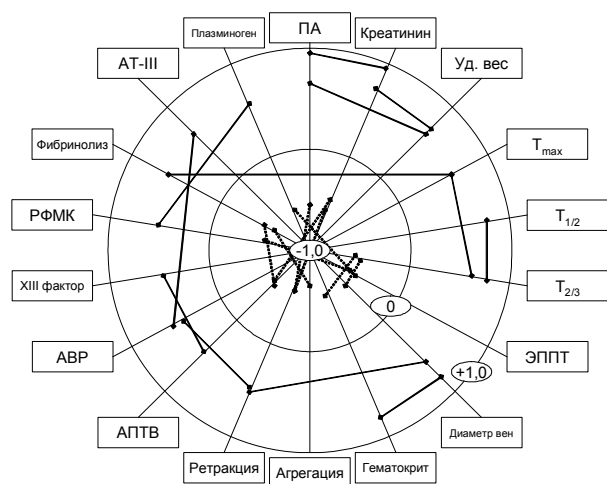 ПА
Плазминоген
Креатинин
АТ-III
Уд. вес
Фибринолиз
Tmax
РФМК
T1/2
-1,0
XIII фактор
T2/3
0
АВР
ЭППТ
+1,0
АПТВ
Диаметр вен
Ретракция
Агрегация
Гематокрит